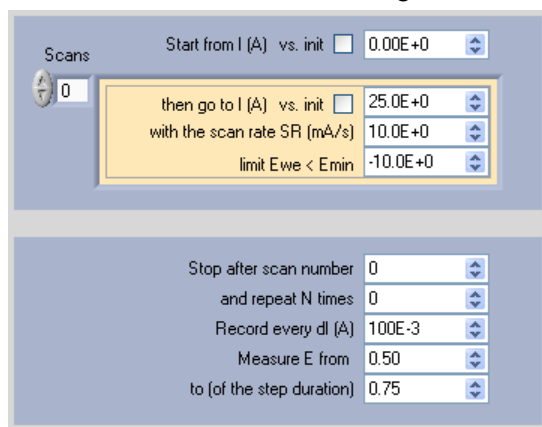 Start from I (A) vs. init 0.00E+0
Scans
0
then go to I (A) vs. init 25.0E+0
with the scan rate SR (mA/s) 10.0E+0
limit Ewe < Emin -10.0E+0
Stop after scan number 0
and repeat N times 0
Record every dI (A) 100E-3
Measure E from 0.50
to (of the step duration) 0.75